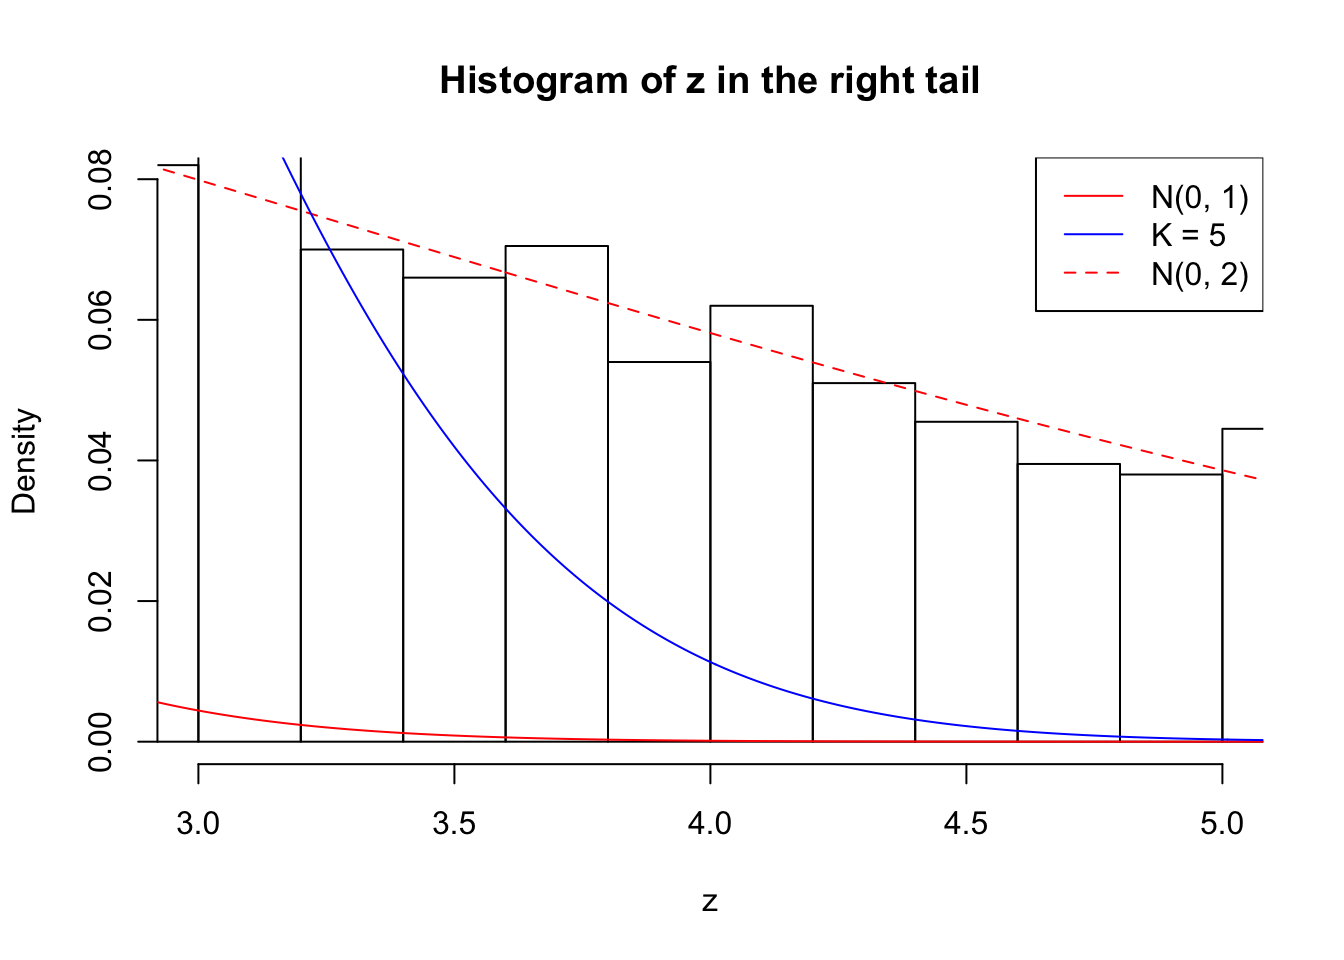 Histogram of z in the right tail
N(0, 1)
K = 5
N(0, 2)
Density
0.08
0.06
0.04
0.02
0.00
3.0 3.5 4.0 4.5 5.0
z